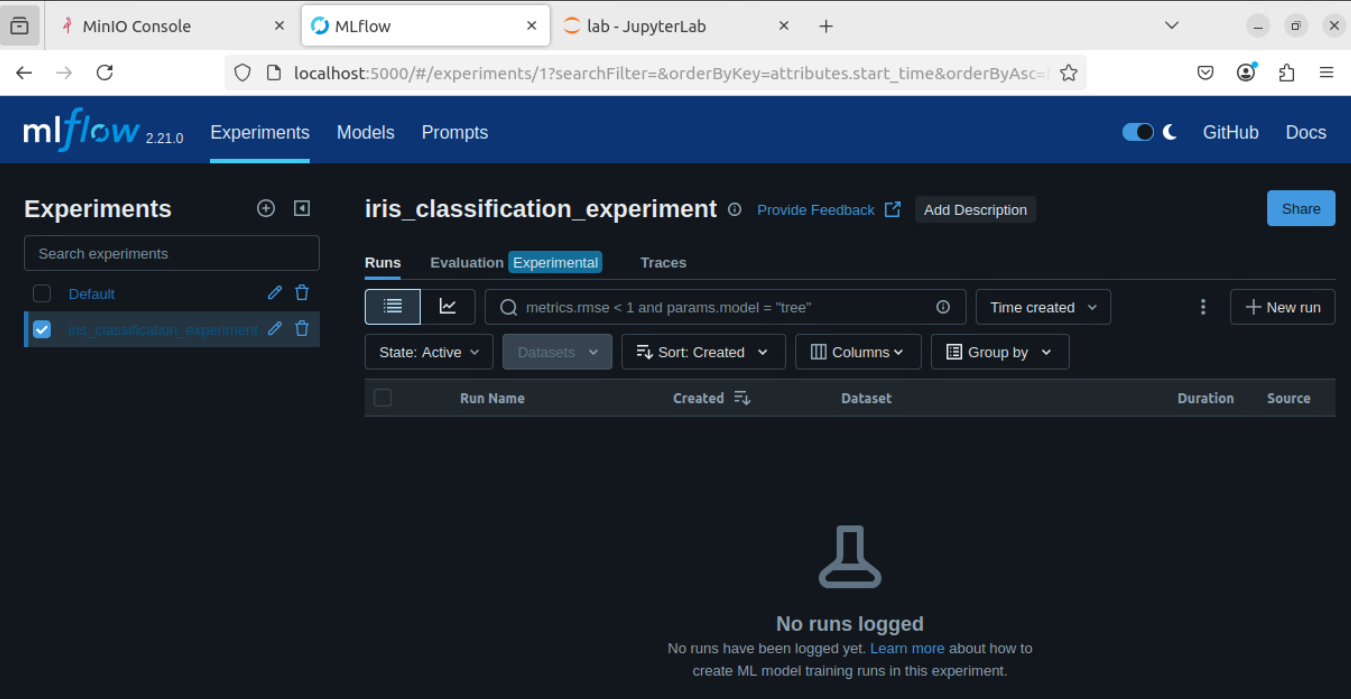 MinIO Console
MLflow
lab - JupyterLab
localhost:5000/#/experiments/1?searchFilter=&orderByKey=attributes.start_time&orderByAsc=
mlflow 2.21.0 Experiments Models Prompts GitHub Docs
Experiments
Search experiments
Default
iris_classification_experiment
iris_classification_experiment Provide Feedback Add Description Share
Runs Evaluation Experimental Traces
metrics.rmse < 1 and params.model = "tree" Time created New run
State: Active Datasets Sort: Created Columns Group by
Run Name Created Dataset Duration Source
No runs logged
No runs have been logged yet. Learn more about how to
create ML model training runs in this experiment.